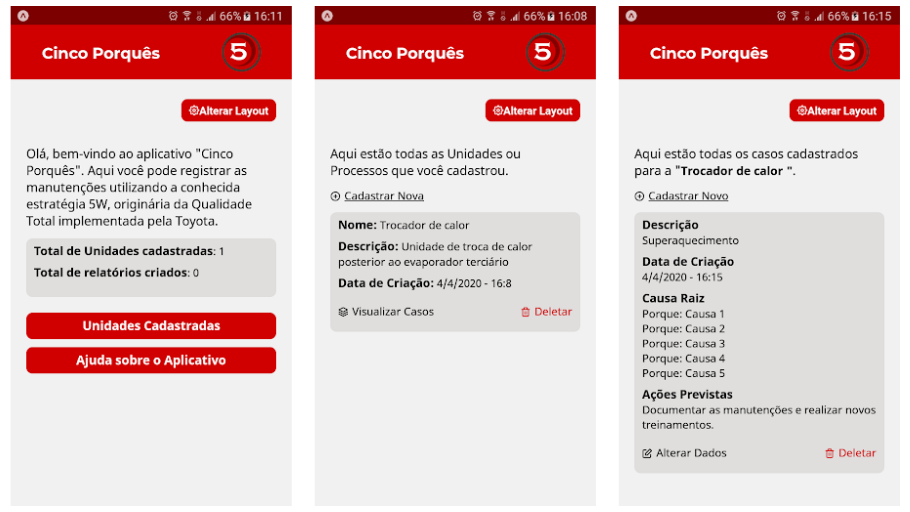 66% 16:11
Cinco Porquês
5
Alterar Layout
Olá, bem-vindo ao aplicativo "Cinco
Porquês". Aqui você pode registrar as
manutenções utilizando a conhecida
estratégia 5W, originária da Qualidade
Total implementada pela Toyota.
Total de Unidades cadastradas: 1
Total de relatórios criados: 0
Unidades Cadastradas
Ajuda sobre o Aplicativo
66% 16:08
Cinco Porquês
5
Alterar Layout
Aqui estão todas as Unidades ou
Processos que você cadastrou.
Cadastrar Nova
Nome: Trocador de calor
Descrição: Unidade de troca de calor
posterior ao evaporador terciário
Data de Criação: 4/4/2020 - 16:8
Visualizar Casos Deletar
66% 16:15
Cinco Porquês
5
Alterar Layout
Aqui estão todas os casos cadastrados
para a "Trocador de calor ".
Cadastrar Novo
Descrição
Superaquecimento
Data de Criação
4/4/2020 - 16:15
Causa Raiz
Porque: Causa 1
Porque: Causa 2
Porque: Causa 3
Porque: Causa 4
Porque: Causa 5
Ações Previstas
Documentar as manutenções e realizar novos
treinamentos.
Alterar Dados Deletar